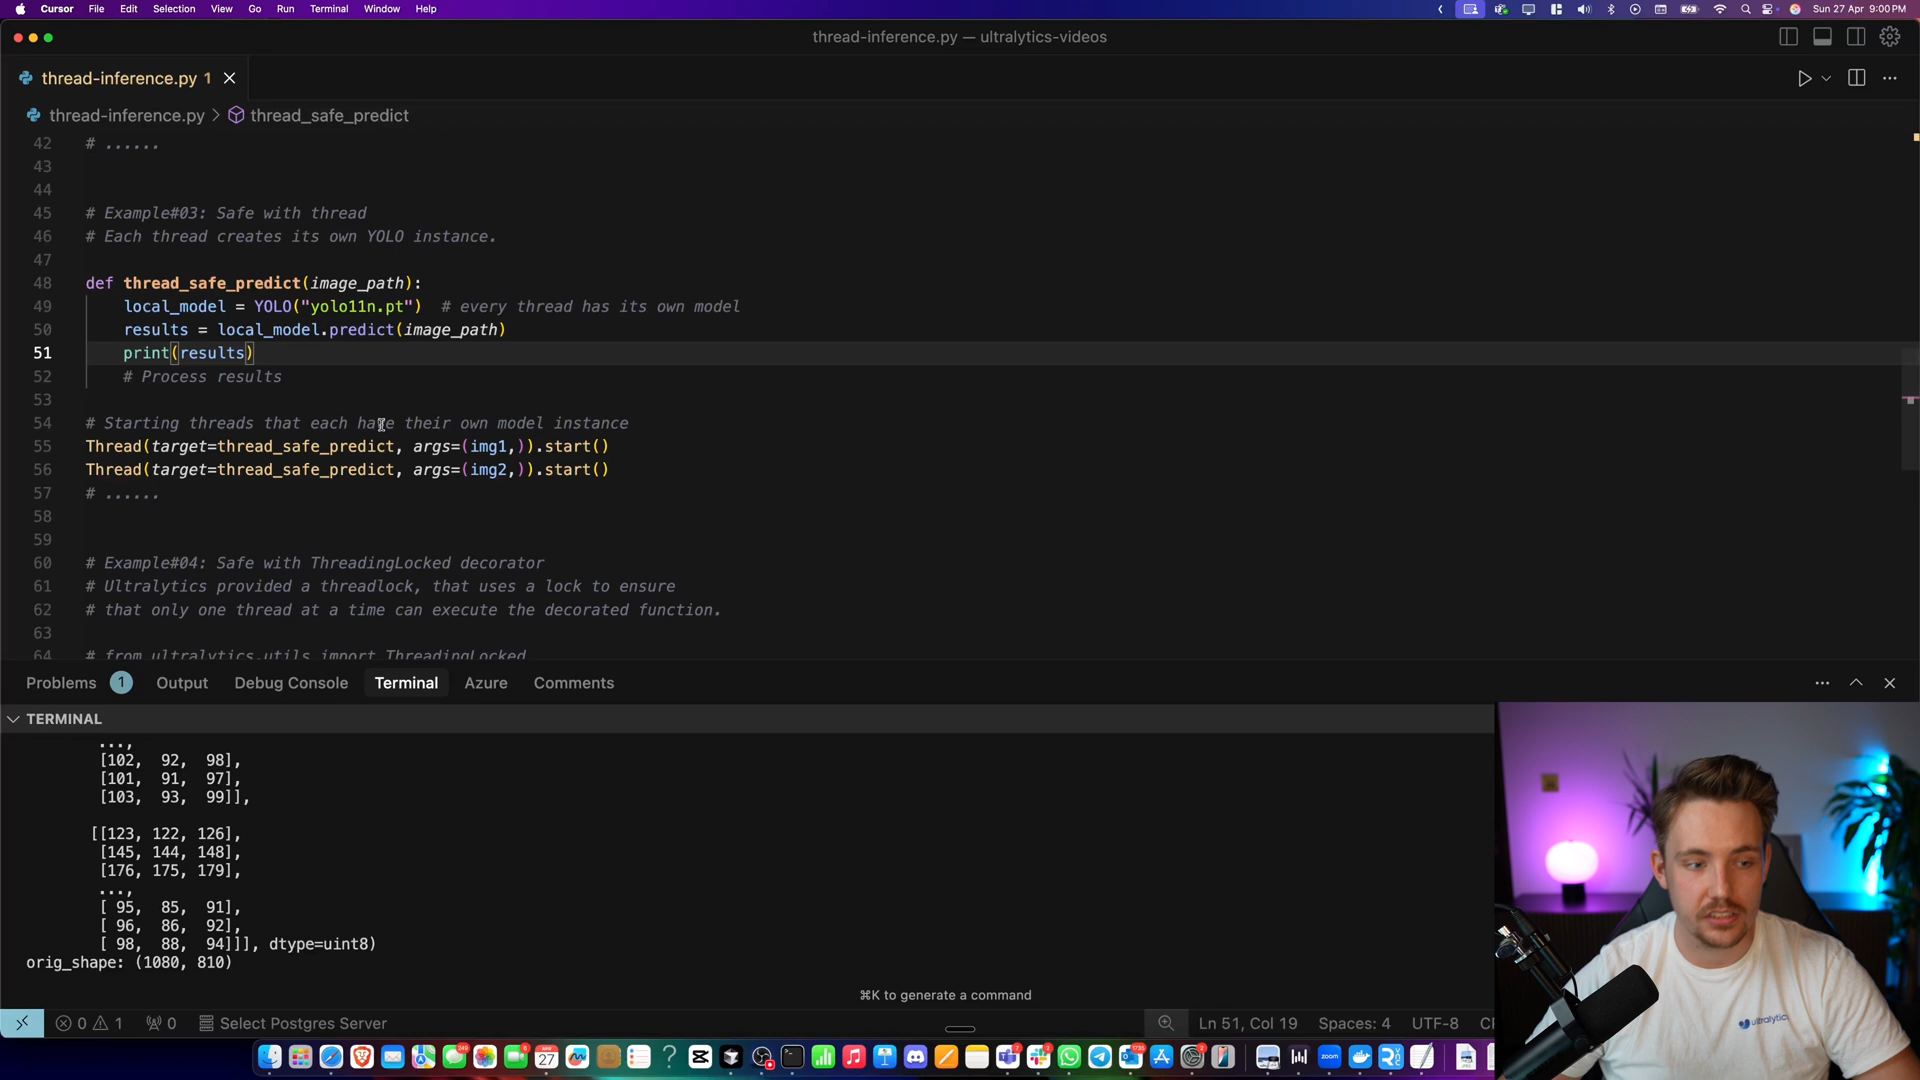 Cursor File Edit Selection View Go Run Terminal Window Help Sun 27 Apr 9:00 PM
thread-inference.py — ultralytics-videos
thread-inference.py 1
thread-inference.py > thread_safe_predict
42 # ......
43
44
45 # Example#03: Safe with thread
46 # Each thread creates its own YOLO instance.
47
48 def thread_safe_predict(image_path):
49 local_model = YOLO("yolo11n.pt") # every thread has its own model
50 results = local_model.predict(image_path)
51 print(results)
52 # Process results
53
54 # Starting threads that each have their own model instance
55 Thread(target=thread_safe_predict, args=(img1,)).start()
56 Thread(target=thread_safe_predict, args=(img2,)).start()
57 # ......
58
59
60 # Example#04: Safe with ThreadingLocked decorator
61 # Ultralytics provided a threadlock, that uses a lock to ensure
62 # that only one thread at a time can execute the decorated function.
63
64 # from ultralytics.utils import ThreadingLocked
Problems 1 Output Debug Console Terminal Azure Comments
TERMINAL
...,
[102, 92, 98],
[101, 91, 97],
[103, 93, 99]],
[[123, 122, 126],
[145, 144, 148],
[176, 175, 179],
...,
[ 95, 85, 91],
[ 96, 86, 92],
[ 98, 88, 94]]], dtype=uint8)
orig_shape: (1080, 810)
⌘K to generate a command
0 1 0 Select Postgres Server Ln 51, Col 19 Spaces: 4 UTF-8
ultralytics
27